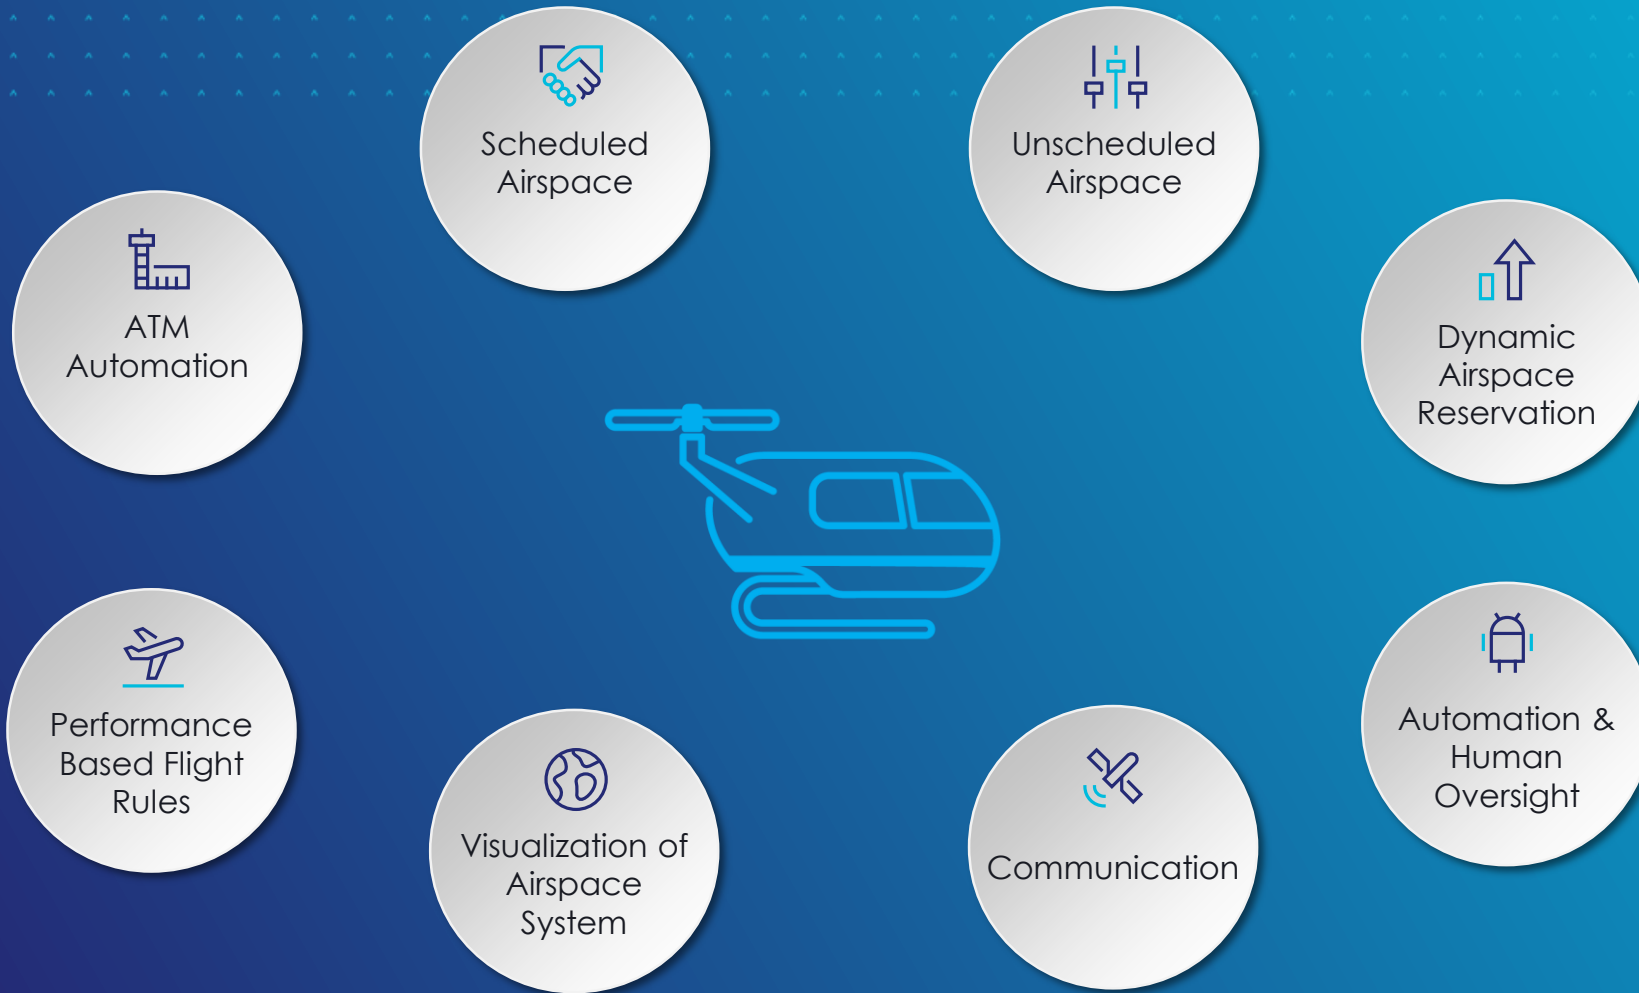 Scheduled
Airspace
Unscheduled
Airspace
ATM
Automation
Dynamic
Airspace
Reservation
Performance
Based Flight
Rules
Automation &
Human
Oversight
Visualization of
Airspace
System
Communication